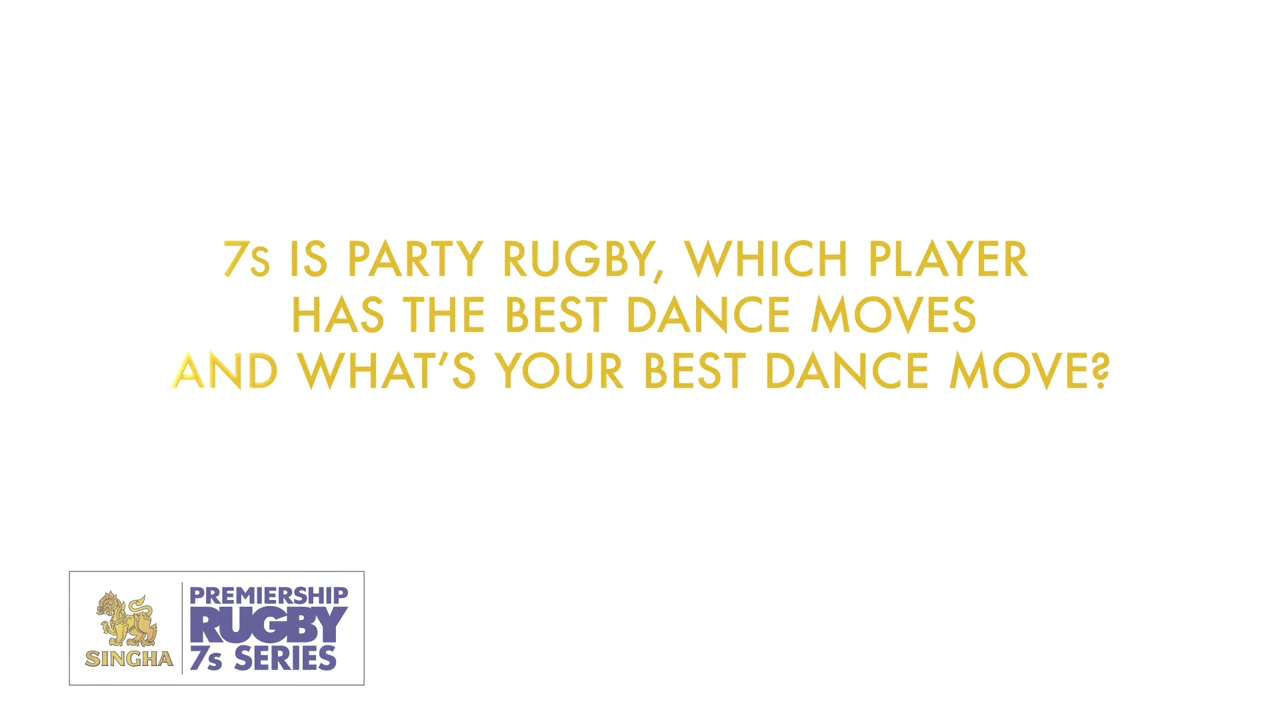 7s IS PARTY RUGBY, WHICH PLAYER
HAS THE BEST DANCE MOVES
AND WHAT’S YOUR BEST DANCE MOVE?
SINGHA
PREMIERSHIP
RUGBY
7s SERIES